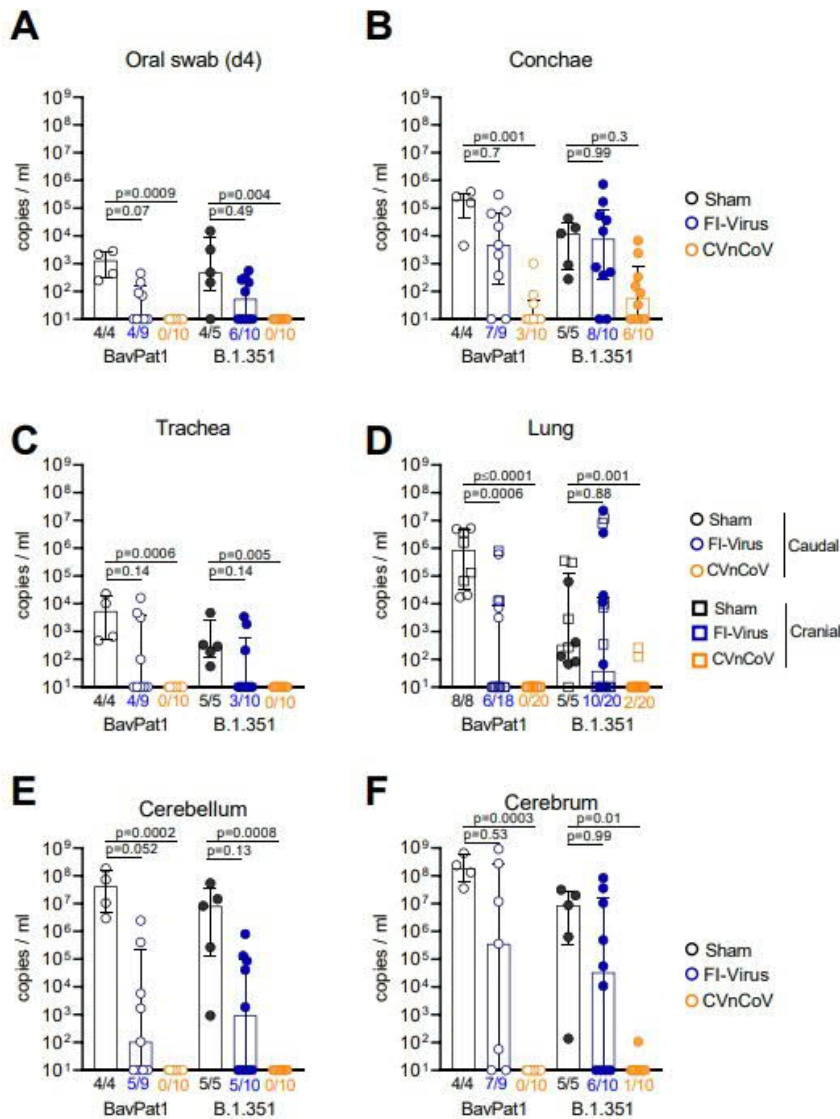 A
Oral swab (d4)
copies / ml
10⁹
10⁸
10⁷
10⁶
10⁵
10⁴
10³
10²
10¹
p=0.0009
p=0.07
p=0.004
p=0.49
4/4 4/9 0/10 4/5 6/10 0/10
BavPat1 B.1.351
B
Conchae
copies / ml
10⁹
10⁸
10⁷
10⁶
10⁵
10⁴
10³
10²
10¹
p=0.001
p=0.7
p=0.3
p=0.99
4/4 7/9 3/10 5/5 8/10 6/10
BavPat1 B.1.351
Sham
FI-Virus
CVnCoV
C
Trachea
copies / ml
10⁹
10⁸
10⁷
10⁶
10⁵
10⁴
10³
10²
10¹
p=0.0006
p=0.14
p=0.005
p=0.14
4/4 4/9 0/10 5/5 3/10 0/10
BavPat1 B.1.351
D
Lung
copies / ml
10⁹
10⁸
10⁷
10⁶
10⁵
10⁴
10³
10²
10¹
p≤0.0001
p=0.0006
p=0.001
p=0.88
8/8 6/18 0/20 5/5 10/20 2/20
BavPat1 B.1.351
Sham
FI-Virus
CVnCoV
Caudal
Sham
FI-Virus
CVnCoV
Cranial
E
Cerebellum
copies / ml
10⁹
10⁸
10⁷
10⁶
10⁵
10⁴
10³
10²
10¹
p=0.0002
p=0.052
p=0.0008
p=0.13
4/4 5/9 0/10 5/5 5/10 0/10
BavPat1 B.1.351
F
Cerebrum
copies / ml
10⁹
10⁸
10⁷
10⁶
10⁵
10⁴
10³
10²
10¹
p=0.0003
p=0.53
p=0.01
p=0.99
4/4 7/9 0/10 5/5 6/10 1/10
BavPat1 B.1.351
Sham
FI-Virus
CVnCoV